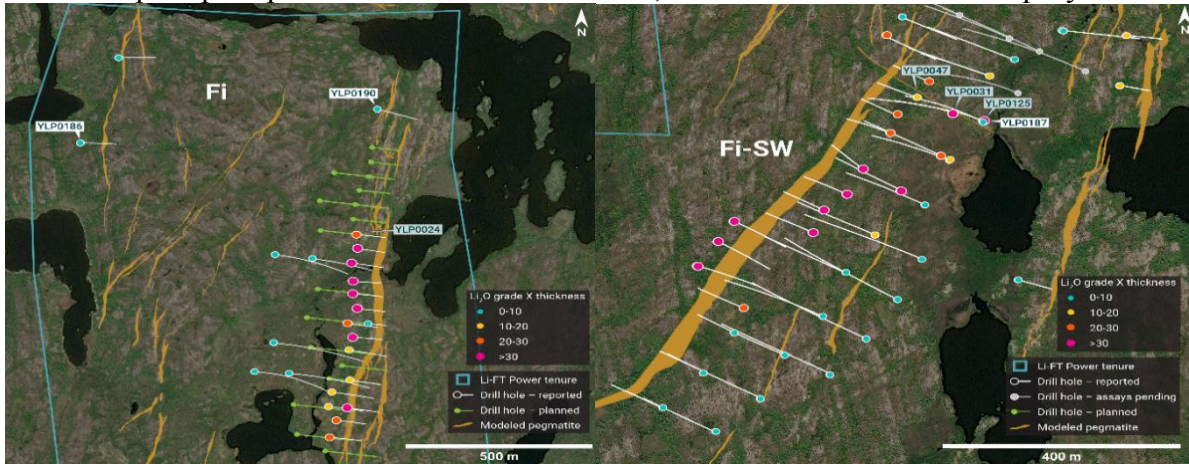 N
Fi
YLP0190
YLP0186
YLP0024
Li₂O grade X thickness
0-10
10-20
20-30
>30
Li-FT Power tenure
Drill hole – reported
Drill hole – planned
Modeled pegmatite
500 m
N
YLP0047
YLP0031
YLP0125
YLP0187
Fi-SW
Li₂O grade X thickness
0-10
10-20
20-30
>30
Li-FT Power tenure
Drill hole – reported
Drill hole – assays pending
Drill hole – planned
Modeled pegmatite
400 m